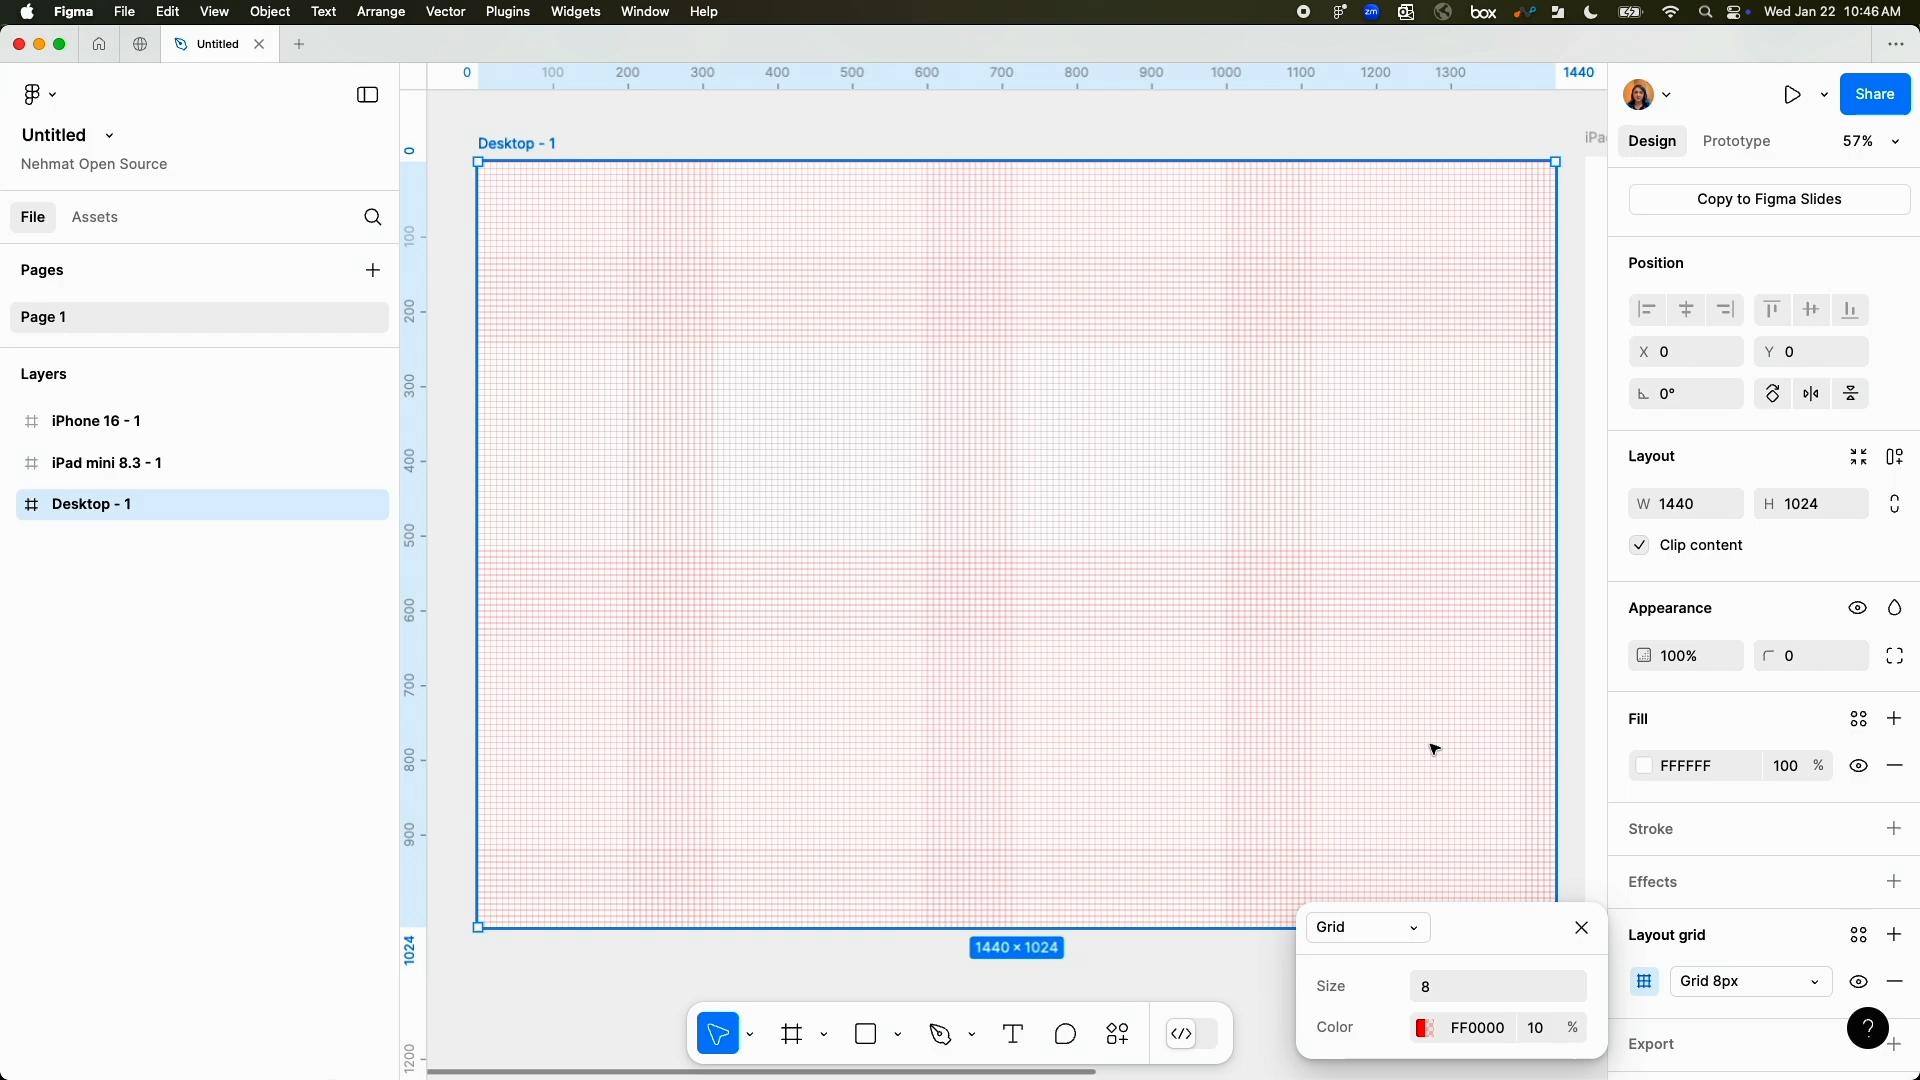 Figma File Edit View Object Text Arrange Vector Plugins Widgets Window Help zm box Wed Jan 22 10:46 AM
Untitled
0 100 200 300 400 500 600 700 800 900 1000 1100 1200 1300 1440
Share
Untitled
Nehmat Open Source
Desktop - 1
Design Prototype 57%
Copy to Figma Slides
File Assets
Pages
Page 1
Layers
iPhone 16 - 1
iPad mini 8.3 - 1
Desktop - 1
0
100
200
300
400
500
600
700
800
900
1024
1200
1440 × 1024
Position
X 0 Y 0
0°
Layout
W 1440 H 1024
Clip content
Appearance
100% 0
Fill
FFFFFF 100 %
Stroke
Effects
Layout grid
Grid 8px
Export
?
Grid
Size 8
Color FF0000 10 %